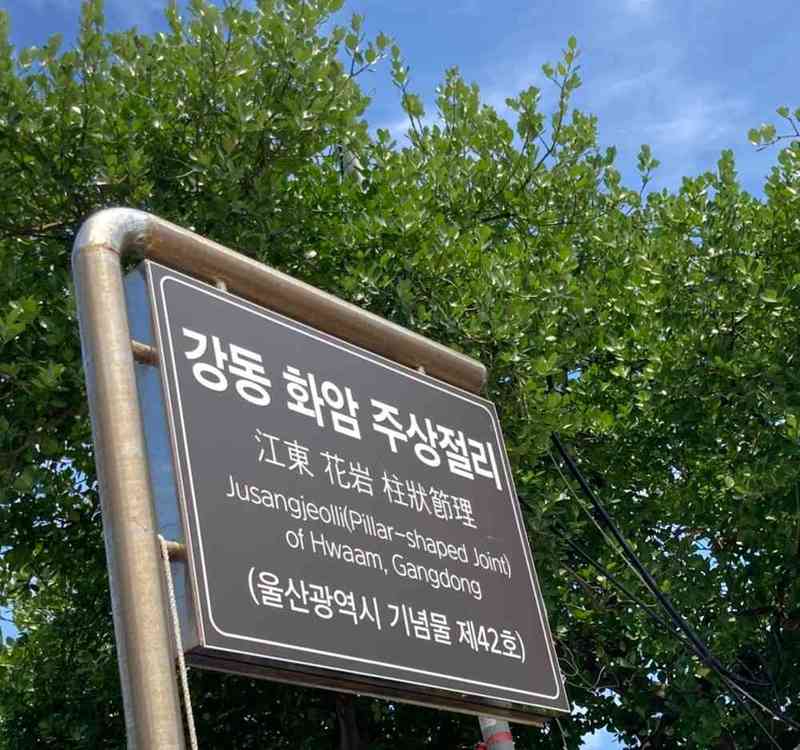 강동 화암 주상절리
江東 花岩 柱狀節理
Jusangjeolli(Pillar-shaped Joint)
of Hwaam, Gangdong
(울산광역시 기념물 제42호)